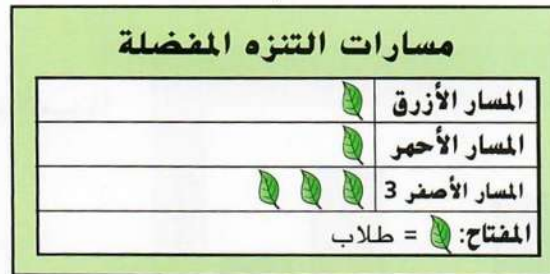 مسارات التنزه المفضلة
المسار الأزرق
المسار الأحمر
المسار الأصفر 3
المفتاح: = طلاب